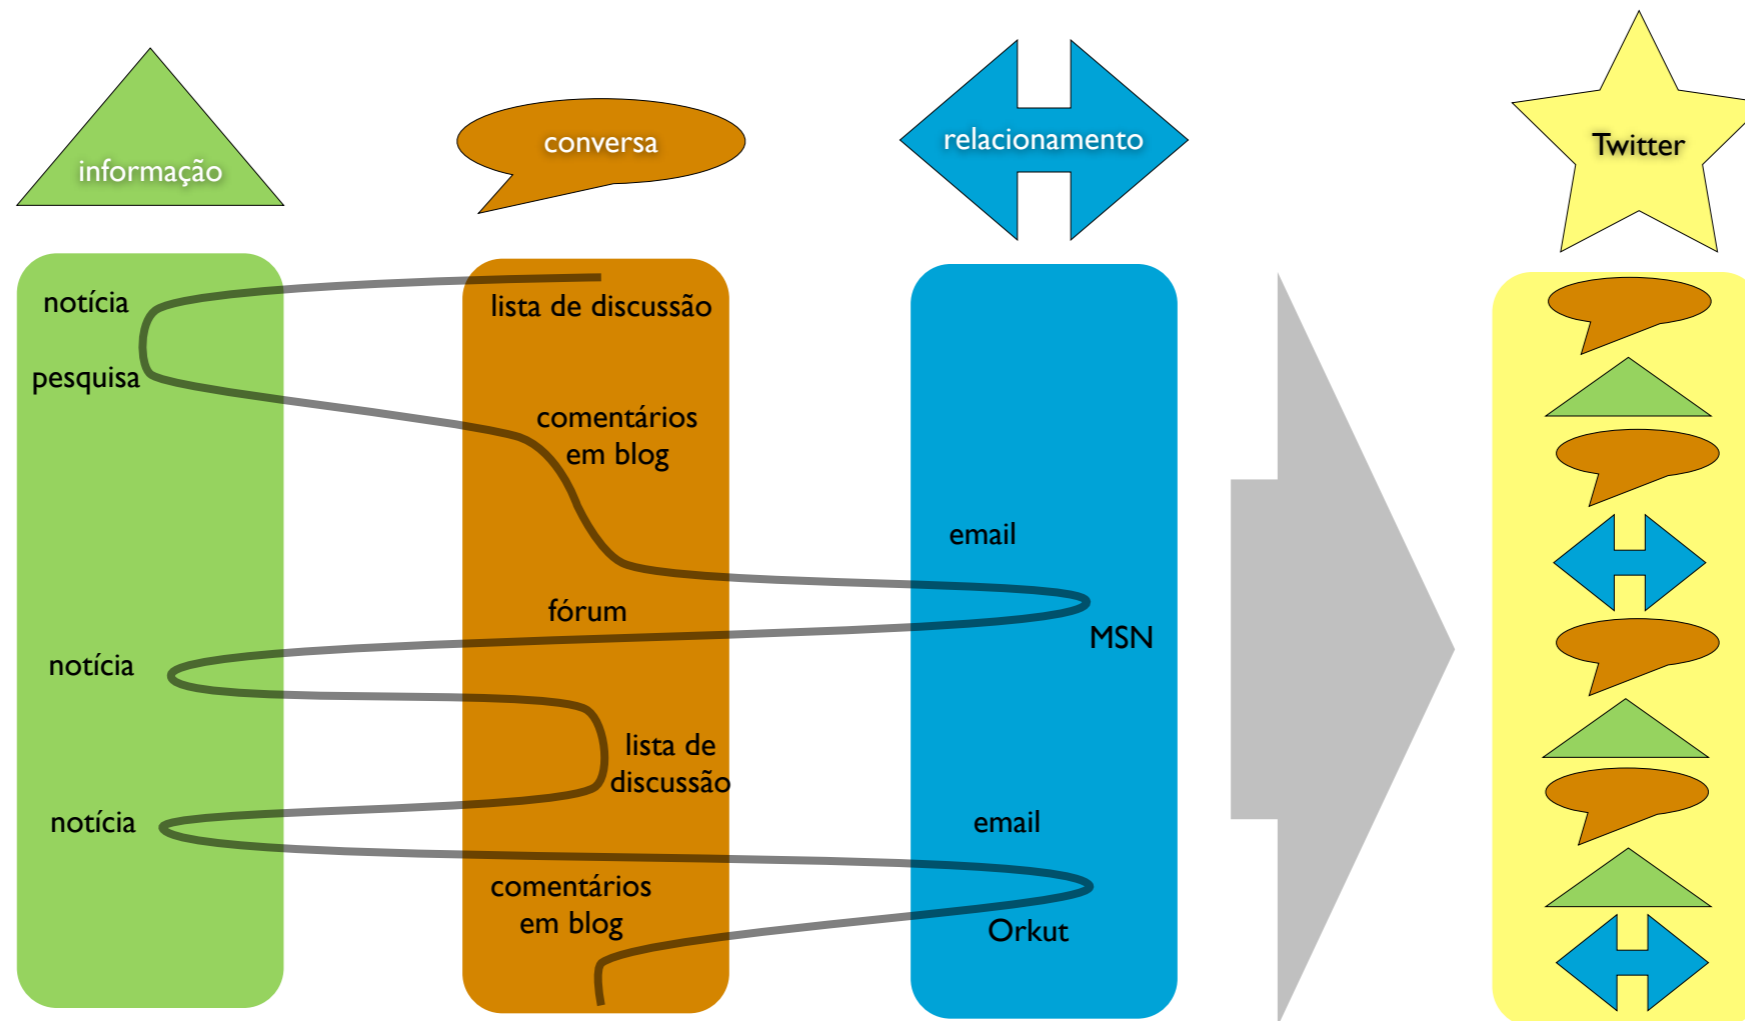 informação
conversa
relacionamento
Twitter
notícia
pesquisa
notícia
notícia
lista de discussão
comentários
em blog
fórum
lista de
discussão
comentários
em blog
email
MSN
email
Orkut